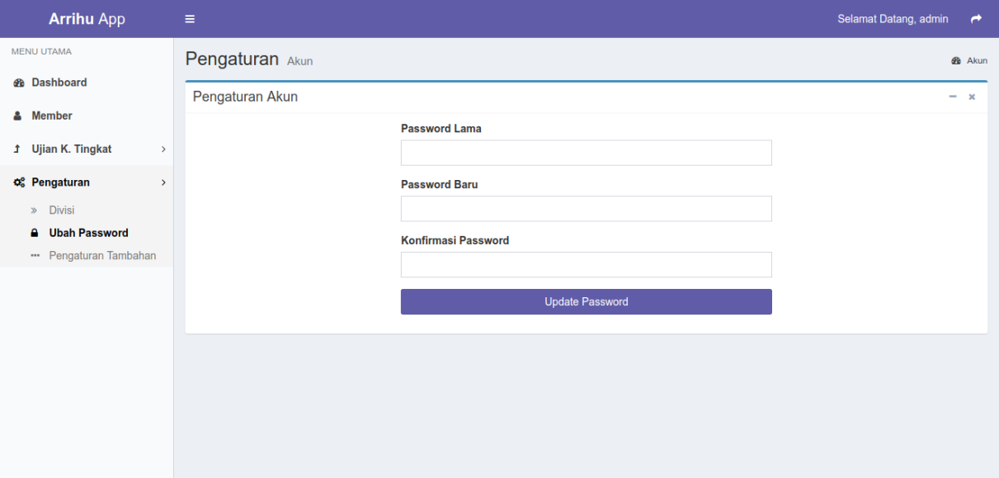 Arrihu App
Selamat Datang, admin
MENU UTAMA
Dashboard
Member
Ujian K. Tingkat
Pengaturan
Divisi
Ubah Password
Pengaturan Tambahan
Pengaturan Akun
Akun
Pengaturan Akun
Password Lama
Password Baru
Konfirmasi Password
Update Password